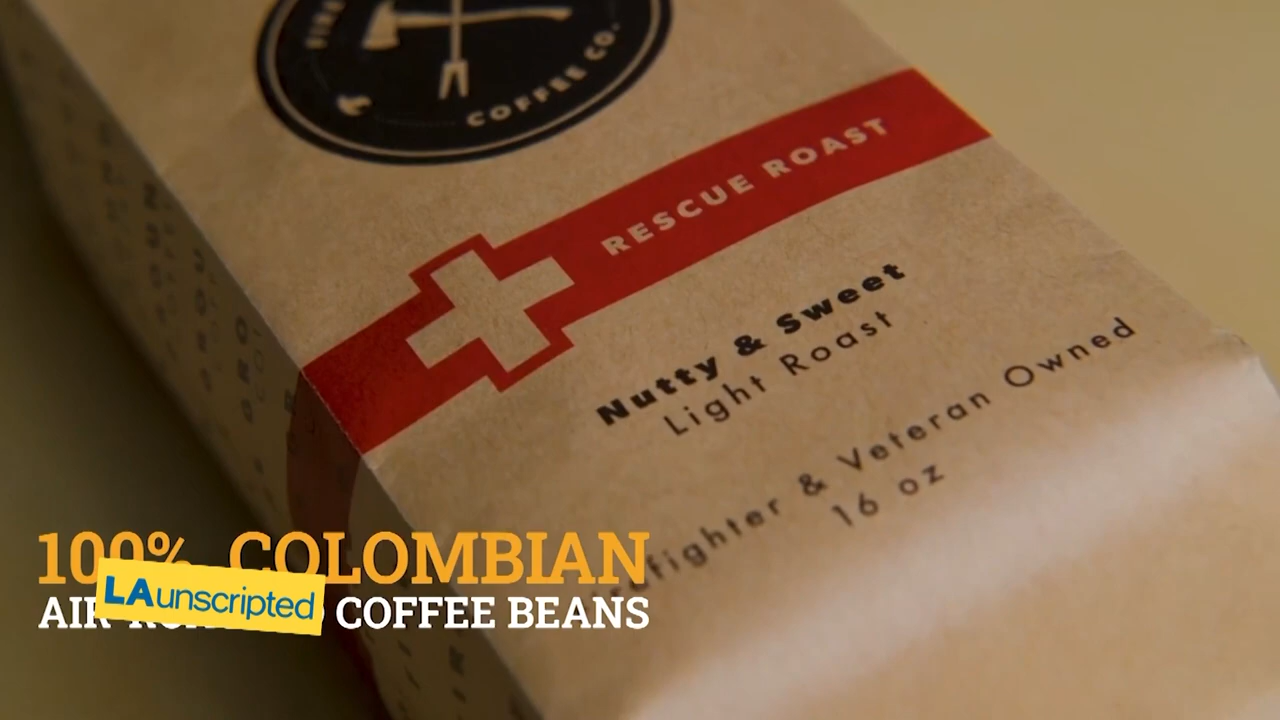 COFFEE CO.
RESCUE ROAST
Nutty & Sweet
Light Roast
& Veteran Owned
16 oz
100% COLOMBIAN
LAunscripted
COFFEE BEANS